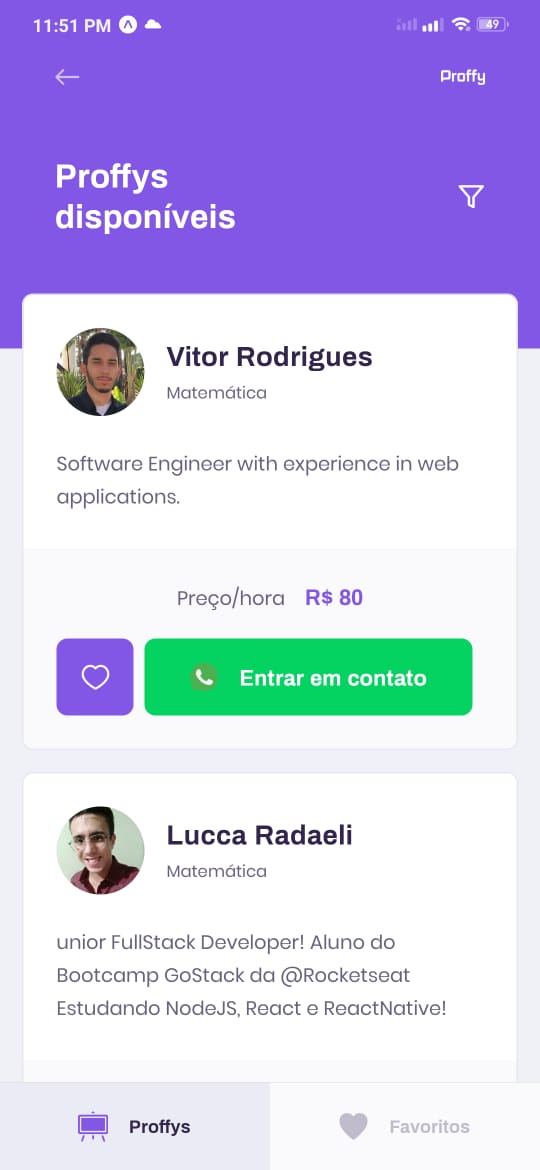 11:51 PM
49
Proffy
Proffys
disponíveis
Vitor Rodrigues
Matemática
Software Engineer with experience in web
applications.
Preço/hora R$ 80
Entrar em contato
Lucca Radaeli
Matemática
unior FullStack Developer! Aluno do
Bootcamp GoStack da @Rocketseat
Estudando NodeJS, React e ReactNative!
Proffys
Favoritos